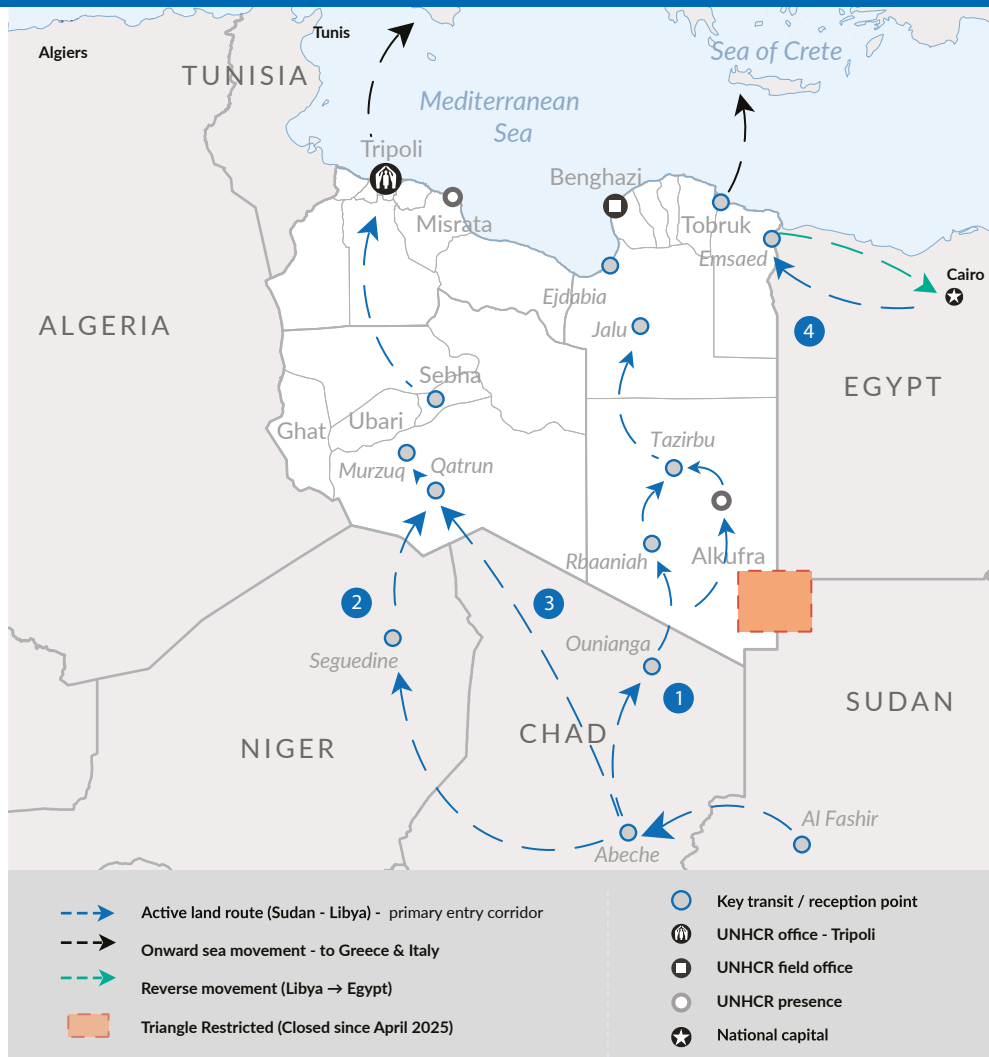 Tunis
Algiers
TUNISIA
Sea of Crete
Mediterranean
Sea
Tripoli
Benghazi
Misrata
Tobruk
Emsaed
Cairo
Ejdabia
ALGERIA
Jalu
4
Sebha
EGYPT
Ubari
Ghat
Tazirbu
Murzuq
Qatrun
Rbaaniah
Alkufra
2
3
Ounianga
Seguedine
1
SUDAN
CHAD
NIGER
Al Fashir
Abeche
Active land route (Sudan - Libya) - primary entry corridor
Onward sea movement - to Greece & Italy
Reverse movement (Libya → Egypt)
Triangle Restricted (Closed since April 2025)
Key transit / reception point
UNHCR office - Tripoli
UNHCR field office
UNHCR presence
National capital